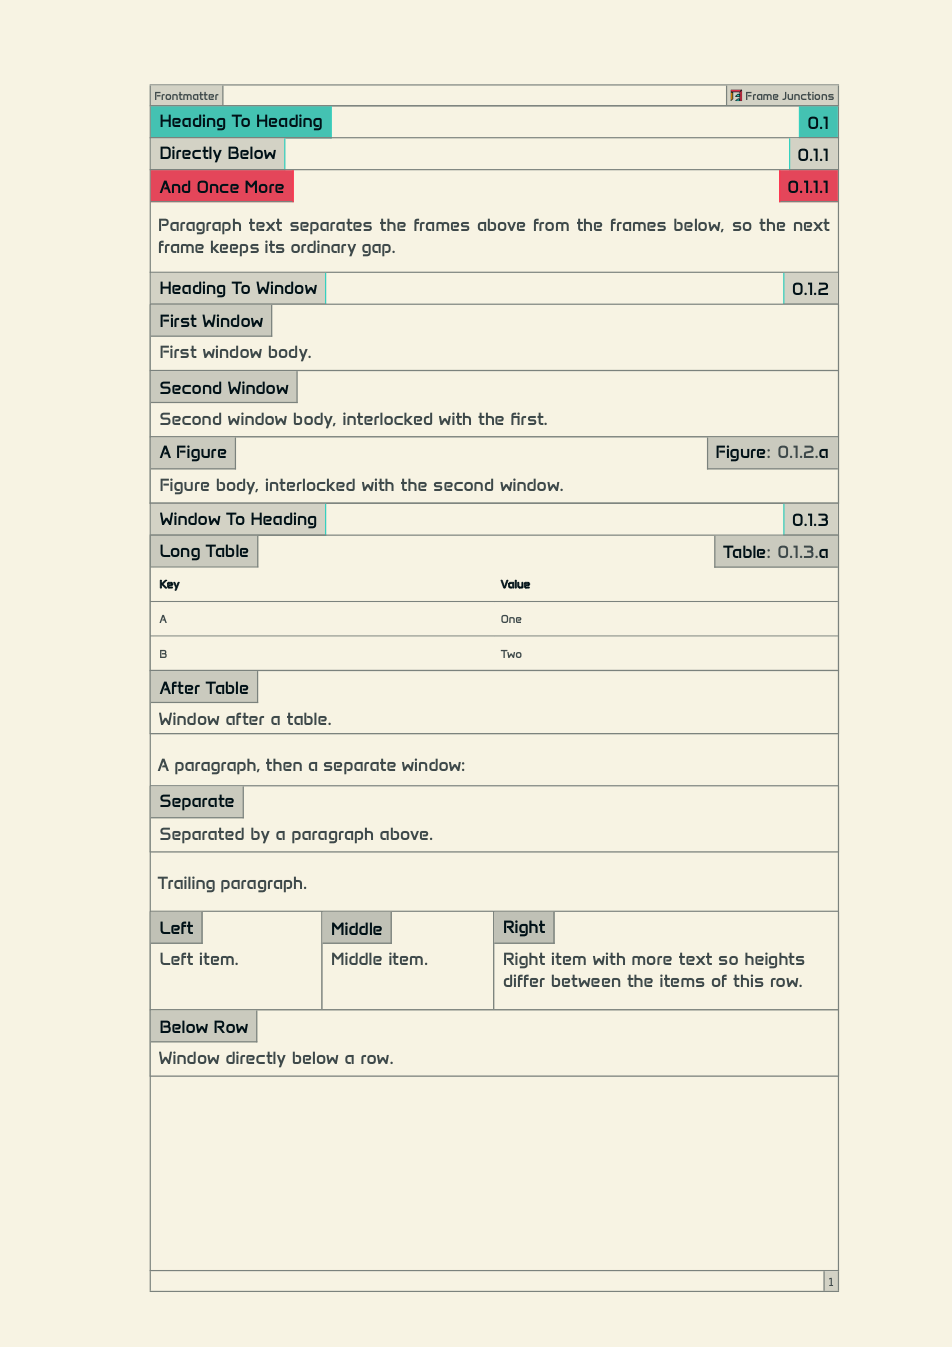 Frontmatter
Frame Junctions
Heading To Heading 0.1
Directly Below 0.1.1
And Once More 0.1.1.1
Paragraph text separates the frames above from the frames below, so the next
frame keeps its ordinary gap.
Heading To Window 0.1.2
First Window
First window body.
Second Window
Second window body, interlocked with the first.
A Figure Figure: 0.1.2.a
Figure body, interlocked with the second window.
Window To Heading 0.1.3
Long Table Table: 0.1.3.a
Key Value
A One
B Two
After Table
Window after a table.
A paragraph, then a separate window:
Separate
Separated by a paragraph above.
Trailing paragraph.
Left
Left item.
Middle
Middle item.
Right
Right item with more text so heights
differ between the items of this row.
Below Row
Window directly below a row.
1